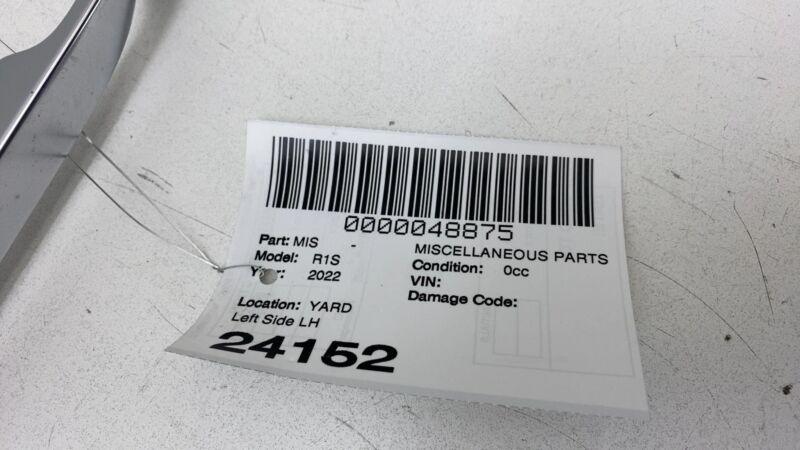 0000048875
Part: MIS - MISCELLANEOUS PARTS
Model: R1S Condition: 0cc
2022 VIN:
Damage Code:
Location: YARD
Left Side LH
24152